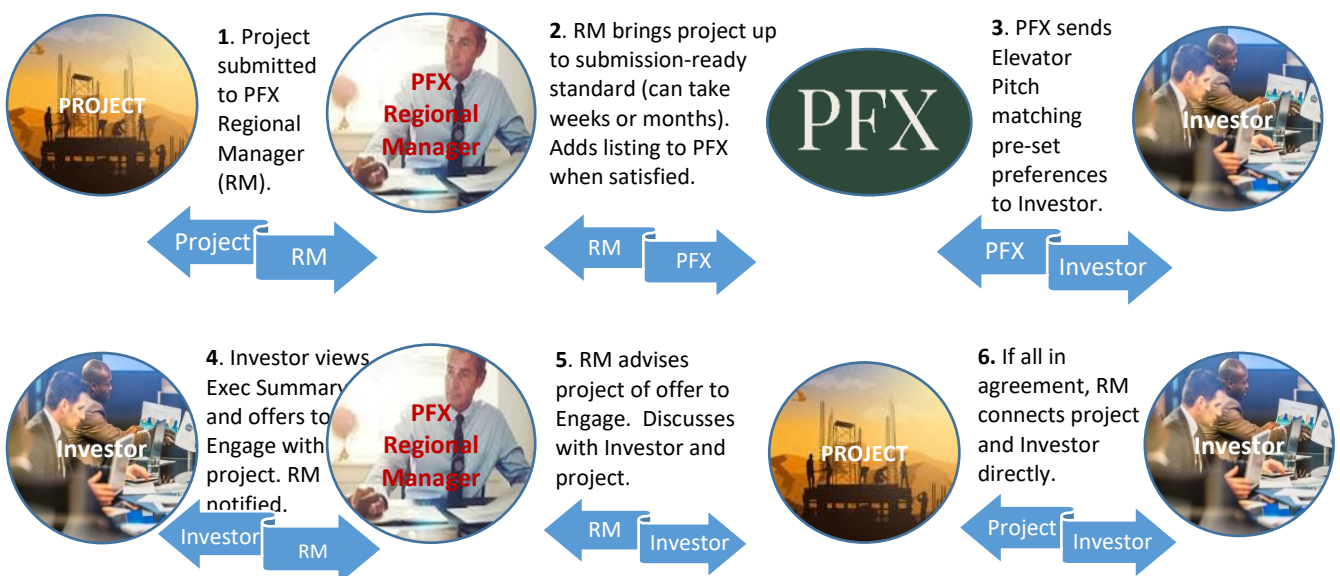 PROJECT
1. Project
submitted
to PFX
Regional
Manager
(RM).
PFX
Regional
Manager
2. RM brings project up
to submission-ready
standard (can take
weeks or months).
Adds listing to PFX
when satisfied.
PFX
3. PFX sends
Elevator
Pitch
matching
pre-set
preferences
to Investor.
Investor
Project
RM
RM
PFX
PFX
Investor
Investor
4. Investor views
Exec Summary
and offers to
Engage with
project. RM
notified.
PFX
Regional
Manager
5. RM advises
project of offer to
Engage. Discusses
with Investor and
project.
PROJECT
6. If all in
agreement, RM
connects project
and Investor
directly.
Investor
Investor
RM
RM
Investor
Project
Investor